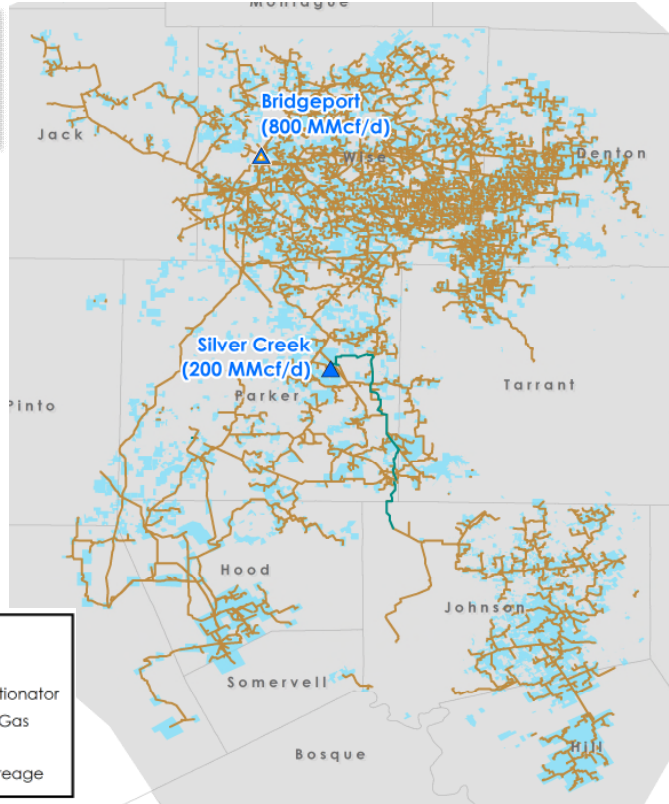 Montague
Bridgeport
(800 MMcf/d)
Jack
Wise
Denton
Silver Creek
(200 MMcf/d)
Parker
Tarrant
Pinto
Hood
Johnson
Somervell
tionator
Gas
Hill
Bosque
reage